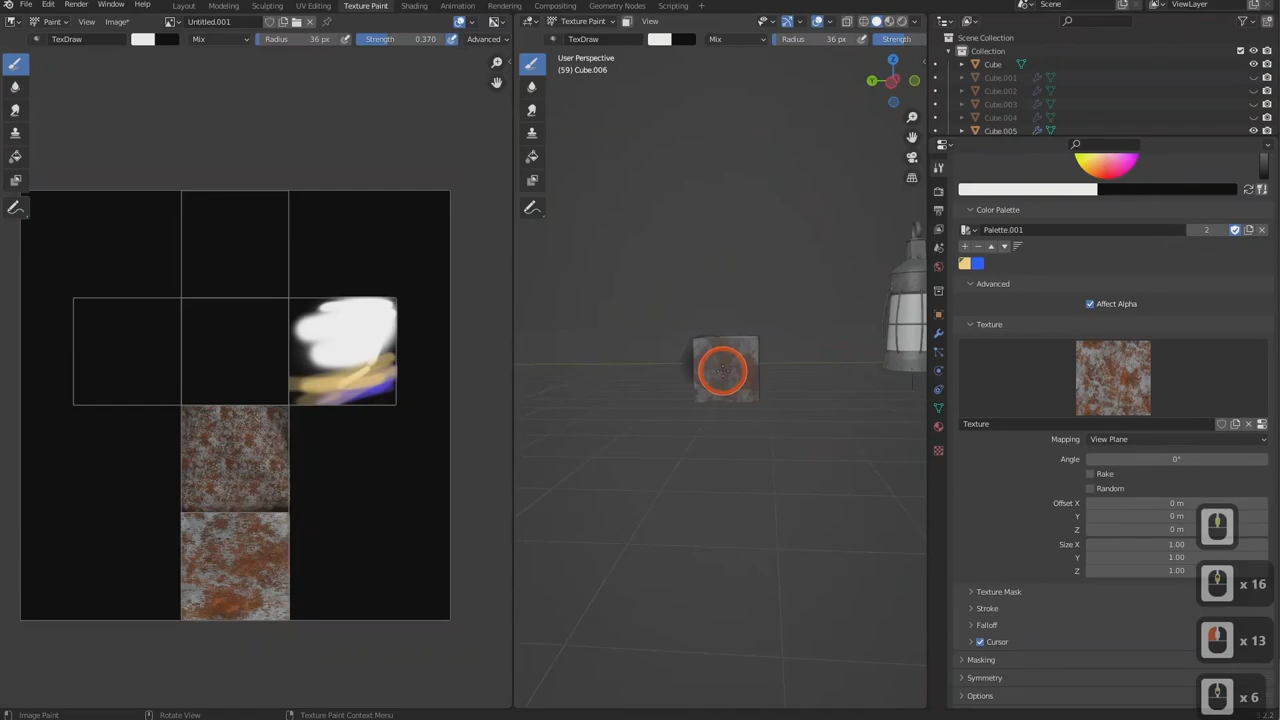 File Edit Render Window Help Layout Modeling Sculpting UV Editing Texture Paint Shading Animation Rendering Compositing Geometry Nodes Scripting Scene ViewLayer
Paint View Image* Untitled.001 Texture Paint View
TexDraw Mix Radius 36 px Strength 0.370 Advanced TexDraw Mix Radius 36 px Strength
Scene Collection
Collection
Cube
Cube.001
Cube.002
Cube.003
Cube.004
Cube.005
User Perspective
(59) Cube.006
Z
Y
Color Palette
Palette.001 2
Advanced
Affect Alpha
Texture
Texture
Mapping View Plane
Angle 0°
Rake
Random
Offset X 0 m
Y 0 m
Z 0 m
Size X 1.00
Y 1.00
Z 1.00
Texture Mask
Stroke
Falloff
Cursor
Masking
Symmetry
Options
x 16
x 13
x 6
Image Paint Rotate View Texture Paint Context Menu 3.2.2